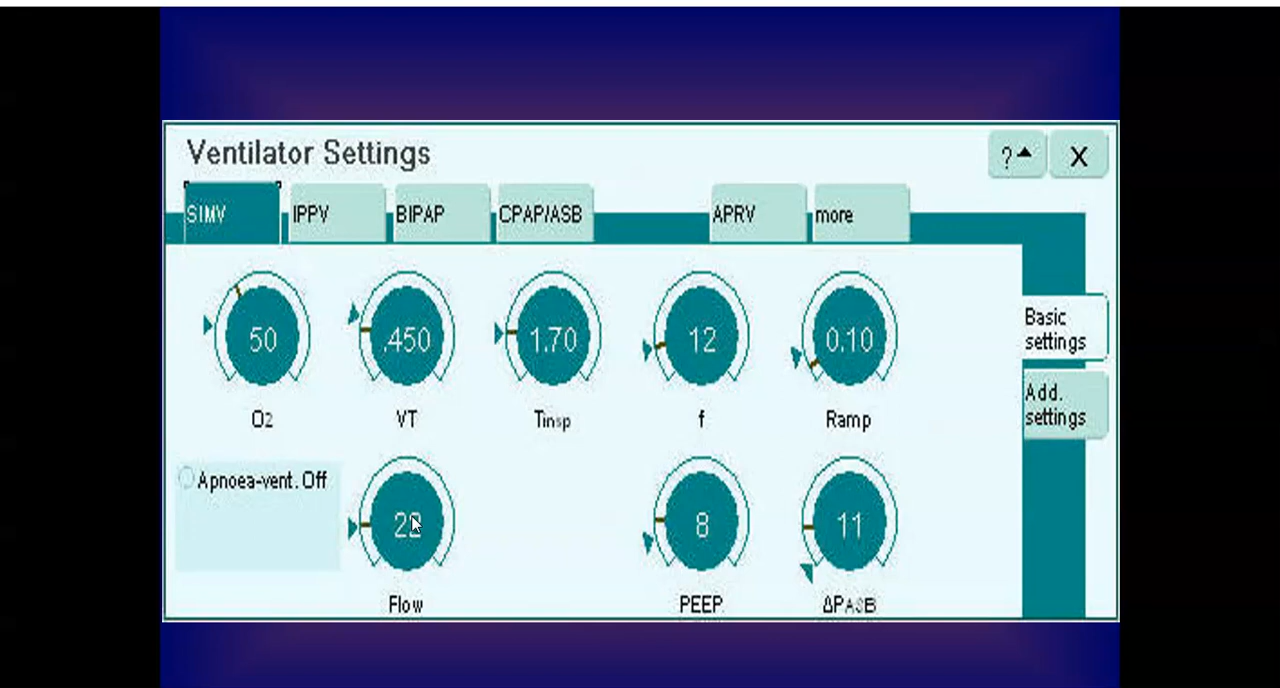 Ventilator Settings
?
X
SIMV
IPPV
BIPAP
CPAP/ASB
APRV
more
50
.450
1.70
12
0.10
Basic
settings
O2
VT
Tinsp
f
Ramp
Add.
settings
Apnoea-vent. Off
8
11
Flow
PEEP
ΔPASB